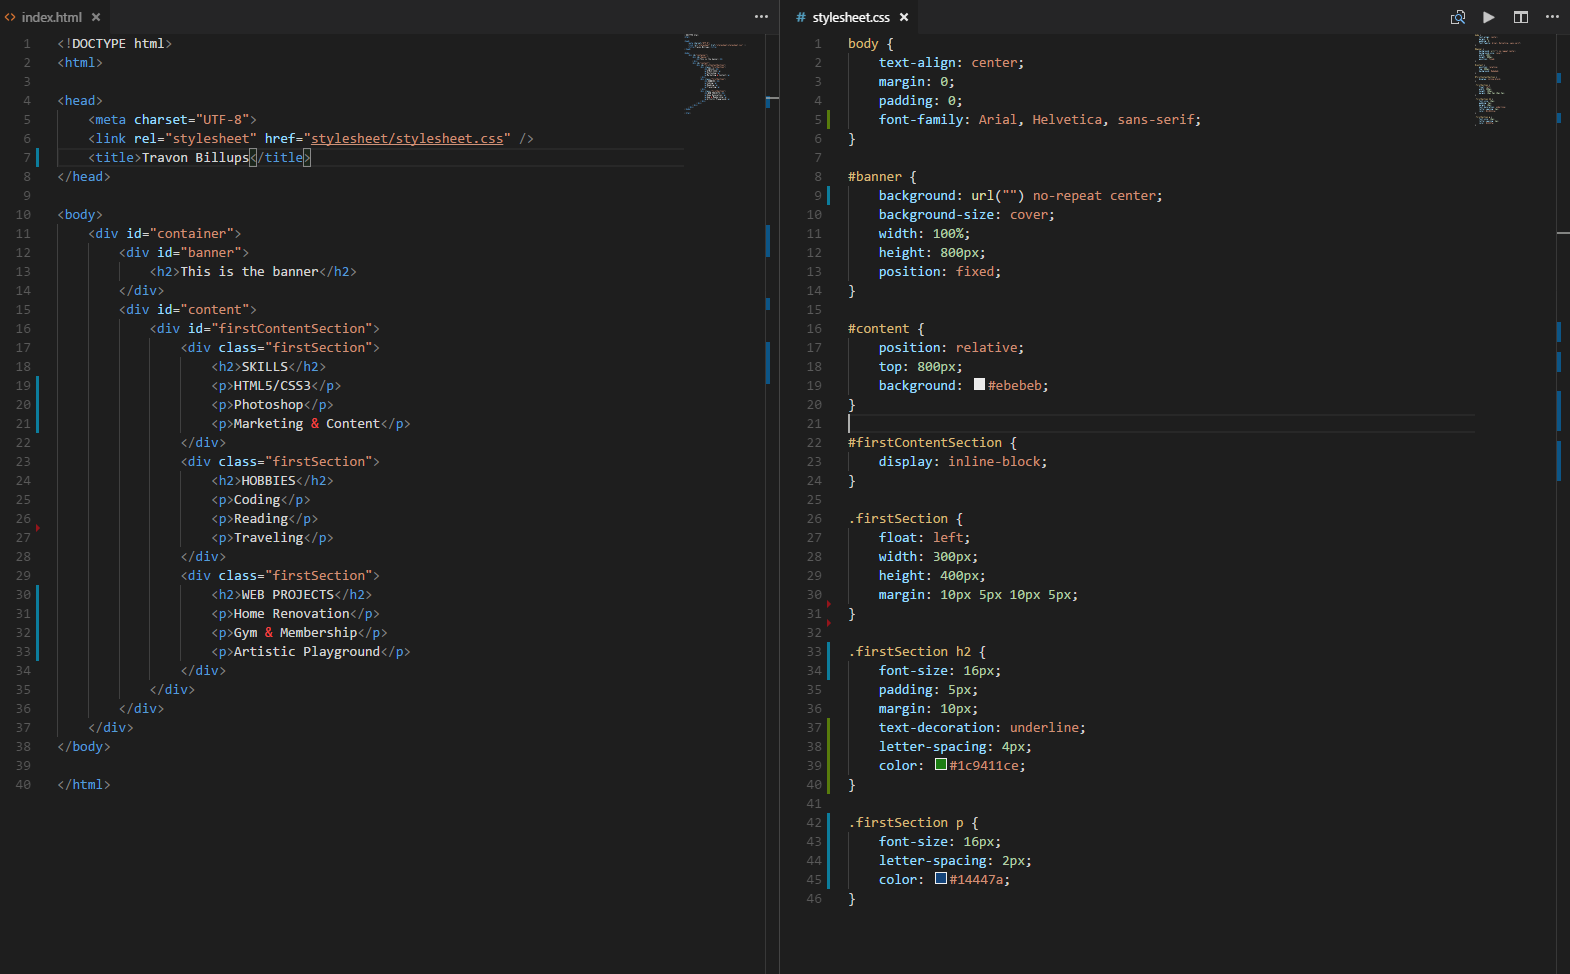 index.html
1 <!DOCTYPE html>
2 <html>
3
4 <head>
5 <meta charset="UTF-8">
6 <link rel="stylesheet" href="stylesheet/stylesheet.css" />
7 <title>Travon Billups</title>
8 </head>
9
10 <body>
11 <div id="container">
12 <div id="banner">
13 <h2>This is the banner</h2>
14 </div>
15 <div id="content">
16 <div id="firstContentSection">
17 <div class="firstSection">
18 <h2>SKILLS</h2>
19 <p>HTML5/CSS3</p>
20 <p>Photoshop</p>
21 <p>Marketing & Content</p>
22 </div>
23 <div class="firstSection">
24 <h2>HOBBIES</h2>
25 <p>Coding</p>
26 <p>Reading</p>
27 <p>Traveling</p>
28 </div>
29 <div class="firstSection">
30 <h2>WEB PROJECTS</h2>
31 <p>Home Renovation</p>
32 <p>Gym & Membership</p>
33 <p>Artistic Playground</p>
34 </div>
35 </div>
36 </div>
37 </div>
38 </body>
39
40 </html>
# stylesheet.css
1 body {
2 text-align: center;
3 margin: 0;
4 padding: 0;
5 font-family: Arial, Helvetica, sans-serif;
6 }
7
8 #banner {
9 background: url("") no-repeat center;
10 background-size: cover;
11 width: 100%;
12 height: 800px;
13 position: fixed;
14 }
15
16 #content {
17 position: relative;
18 top: 800px;
19 background: #ebebeb;
20 }
21
22 #firstContentSection {
23 display: inline-block;
24 }
25
26 .firstSection {
27 float: left;
28 width: 300px;
29 height: 400px;
30 margin: 10px 5px 10px 5px;
31 }
32
33 .firstSection h2 {
34 font-size: 16px;
35 padding: 5px;
36 margin: 10px;
37 text-decoration: underline;
38 letter-spacing: 4px;
39 color: #1c9411ce;
40 }
41
42 .firstSection p {
43 font-size: 16px;
44 letter-spacing: 2px;
45 color: #14447a;
46 }